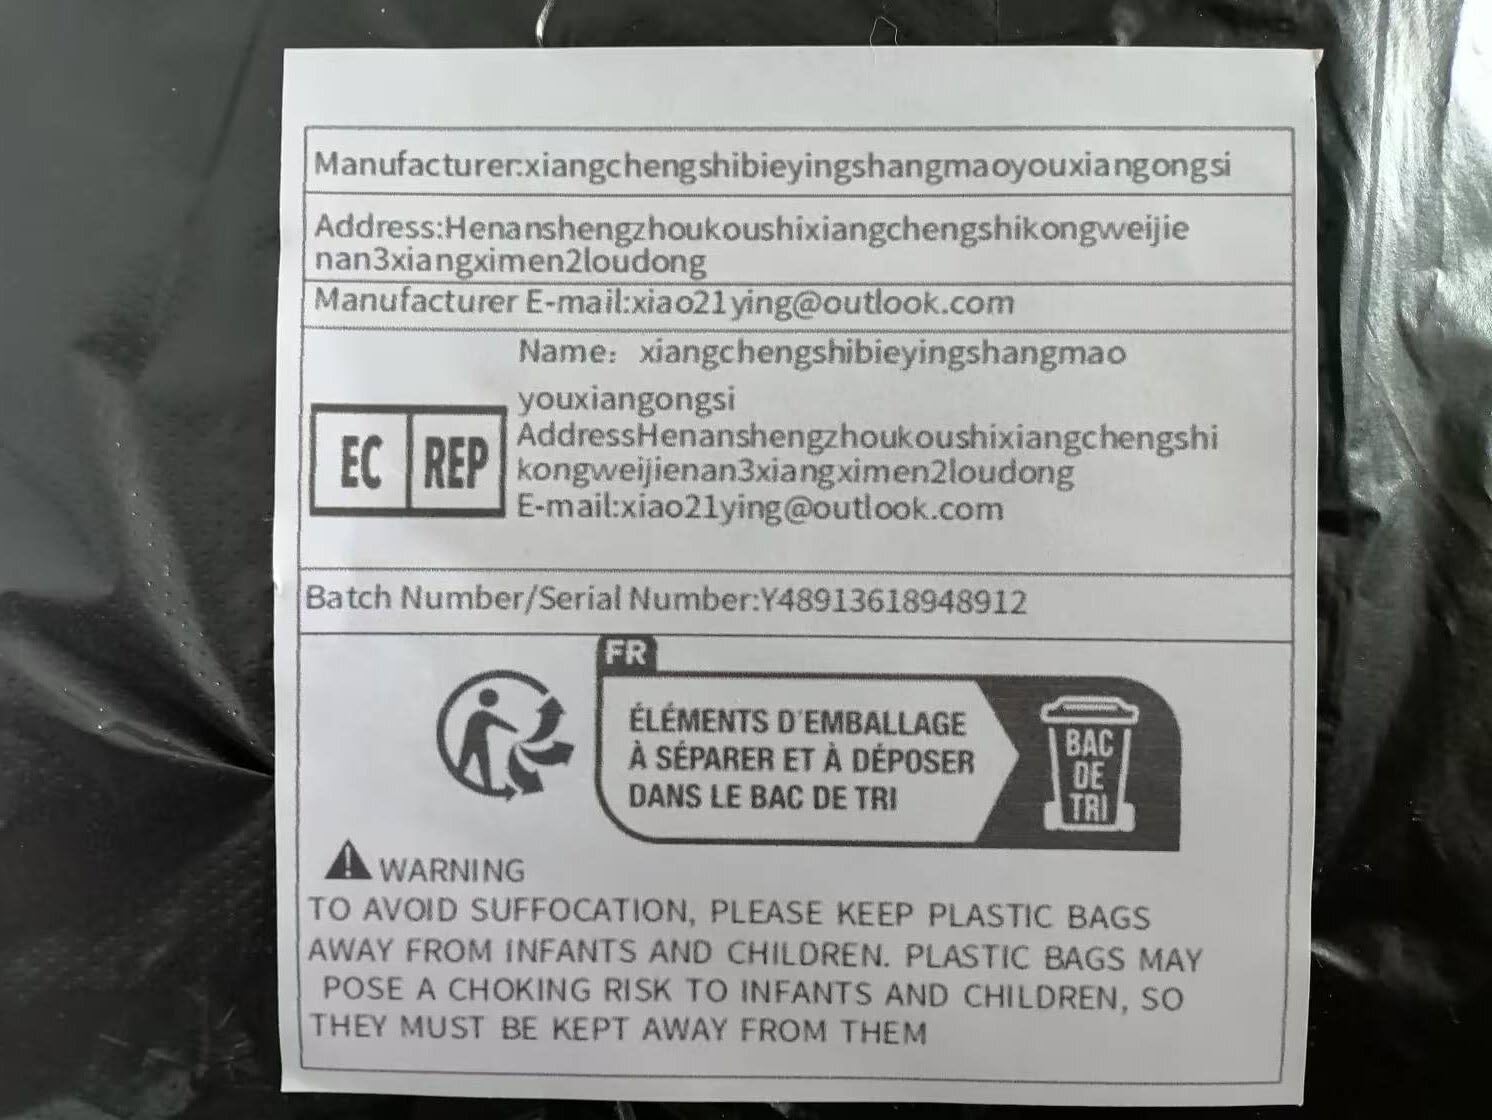 Manufacturer:xiangchengshibieyingshangmaoyouxiangongsi
Address:Henanshengzhoukoushixiangchengshikongweijie
nan3xiangximen2loudong
Manufacturer E-mail:xiao21ying@outlook.com
Name: xiangchengshibieyingshangmao
youxiangongsi
EC REP
AddressHenanshengzhoukoushixiangchengshi
kongweijienan3xiangximen2loudong
E-mail:xiao21ying@outlook.com
Batch Number/Serial Number:Y48913618948912
FR
ÉLÉMENTS D'EMBALLAGE
À SÉPARER ET À DÉPOSER
DANS LE BAC DE TRI
BAC
DE
TRI
WARNING
TO AVOID SUFFOCATION, PLEASE KEEP PLASTIC BAGS
AWAY FROM INFANTS AND CHILDREN. PLASTIC BAGS MAY
POSE A CHOKING RISK TO INFANTS AND CHILDREN, SO
THEY MUST BE KEPT AWAY FROM THEM